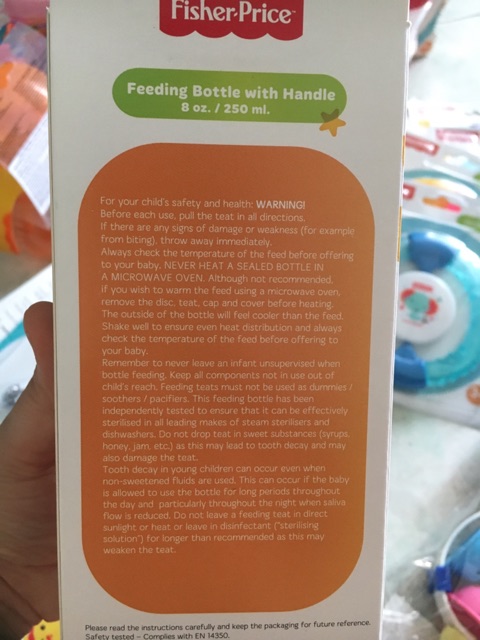 Fisher-Price
Feeding Bottle with Handle
8 oz. / 250 ml.
For your child's safety and health: WARNING!
Before each use, pull the teat in all directions.
If there are any signs of damage or weakness (for example
from biting), throw away immediately.
Always check the temperature of the feed before offering
to your baby. NEVER HEAT A SEALED BOTTLE IN
A MICROWAVE OVEN. Although not recommended,
if you wish to warm the feed using a microwave oven,
remove the disc, teat, cap and cover before heating.
The outside of the bottle will feel cooler than the feed.
Shake well to ensure even heat distribution and always
check the temperature of the feed before offering to
your baby.
Remember to never leave an infant unsupervised when
bottle feeding. Keep all components not in use out of
child's reach. Feeding teats must not be used as dummies /
soothers / pacifiers. This feeding bottle has been
independently tested to ensure that it can be effectively
sterilised in all leading makes of steam sterilisers and
dishwashers. Do not drop teat in sweet substances (syrups,
honey, jam, etc.) as this may lead to tooth decay and may
also damage the teat.
Tooth decay in young children can occur even when
non-sweetened fluids are used. This can occur if the baby
is allowed to use the bottle for long periods throughout
the day and particularly throughout the night when saliva
flow is reduced. Do not leave a feeding teat in direct
sunlight or heat or leave in disinfectant ("sterilising
solution") for longer than recommended as this may
weaken the teat.
Please read the instructions carefully and keep the packaging for future reference.
Safety tested – Complies with EN 14350.